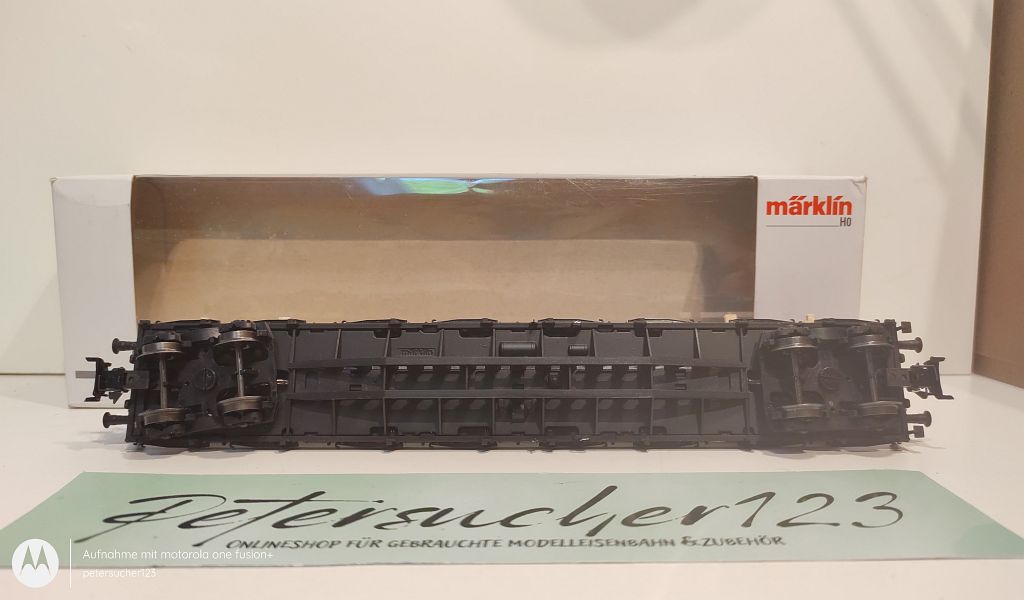 märklin
H0
Petersucher123
ONLINESHOP FÜR GEBRAUCHTE MODELLEISENBAHN & ZUBEHÖR
Aufnahme mit motorola one fusion+
petersucher123